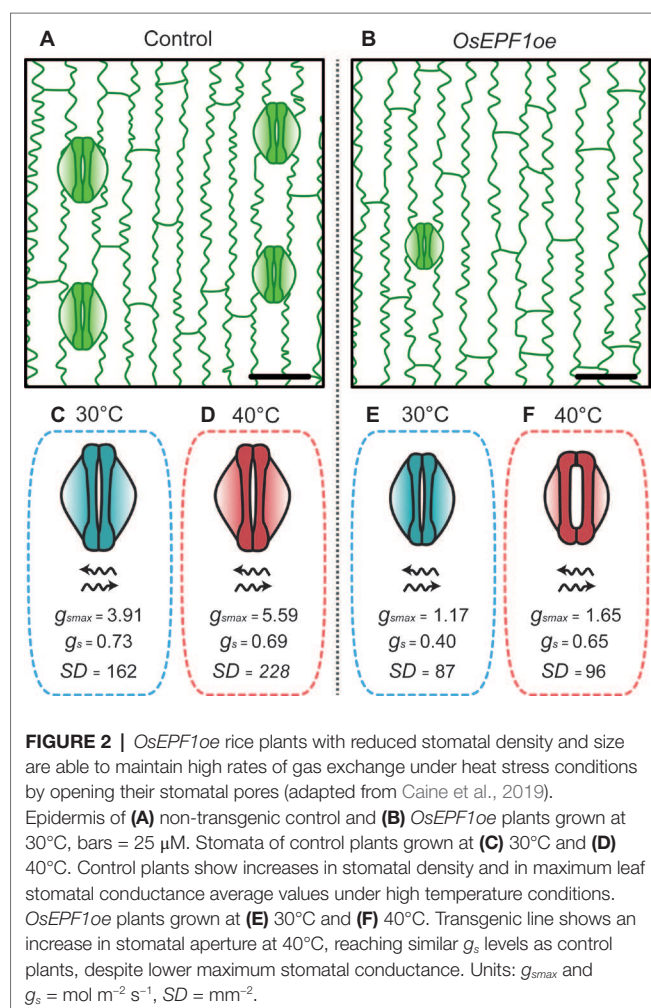 A Control
B OsEPF1oe
C 30°C
D 40°C
E 30°C
F 40°C
gsmax = 3.91
gs = 0.73
SD = 162
gsmax = 5.59
gs = 0.69
SD = 228
gsmax = 1.17
gs = 0.40
SD = 87
gsmax = 1.65
gs = 0.65
SD = 96
FIGURE 2 | OsEPF1oe rice plants with reduced stomatal density and size
are able to maintain high rates of gas exchange under heat stress conditions
by opening their stomatal pores (adapted from Caine et al., 2019).
Epidermis of (A) non-transgenic control and (B) OsEPF1oe plants grown at
30°C, bars = 25 μM. Stomata of control plants grown at (C) 30°C and (D)
40°C. Control plants show increases in stomatal density and in maximum leaf
stomatal conductance average values under high temperature conditions.
OsEPF1oe plants grown at (E) 30°C and (F) 40°C. Transgenic line shows an
increase in stomatal aperture at 40°C, reaching similar gs levels as control
plants, despite lower maximum stomatal conductance. Units: gsmax and
gs = mol m−2 s−1, SD = mm−2.